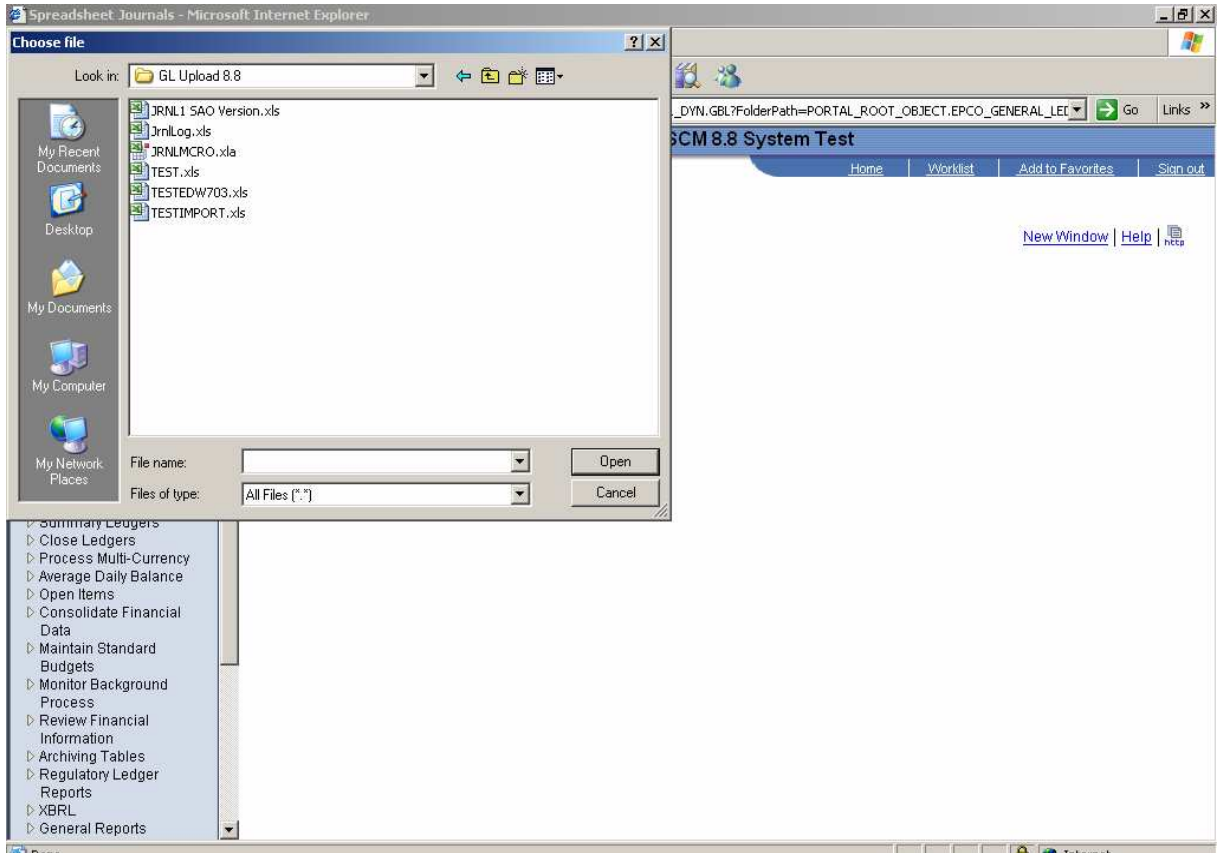 Spreadsheet Journals - Microsoft Internet Explorer
Choose file
Look in: GL Upload 8.8
JRNL1 SAO Version.xls
JrnlLog.xls
JRNLMCRO.xla
TEST.xls
TESTEDW703.xls
TESTIMPORT.xls
My Recent
Documents
Desktop
My Documents
My Computer
My Network
Places
File name: Open
Files of type: All Files (*.*) Cancel
_DYN.GBL?FolderPath=PORTAL_ROOT_OBJECT.EPCO_GENERAL_LED Go Links »
SCM 8.8 System Test
Home Worklist Add to Favorites Sign out
New Window | Help | http
Summary Ledgers
Close Ledgers
Process Multi-Currency
Average Daily Balance
Open Items
Consolidate Financial
Data
Maintain Standard
Budgets
Monitor Background
Process
Review Financial
Information
Archiving Tables
Regulatory Ledger
Reports
XBRL
General Reports
Done Internet